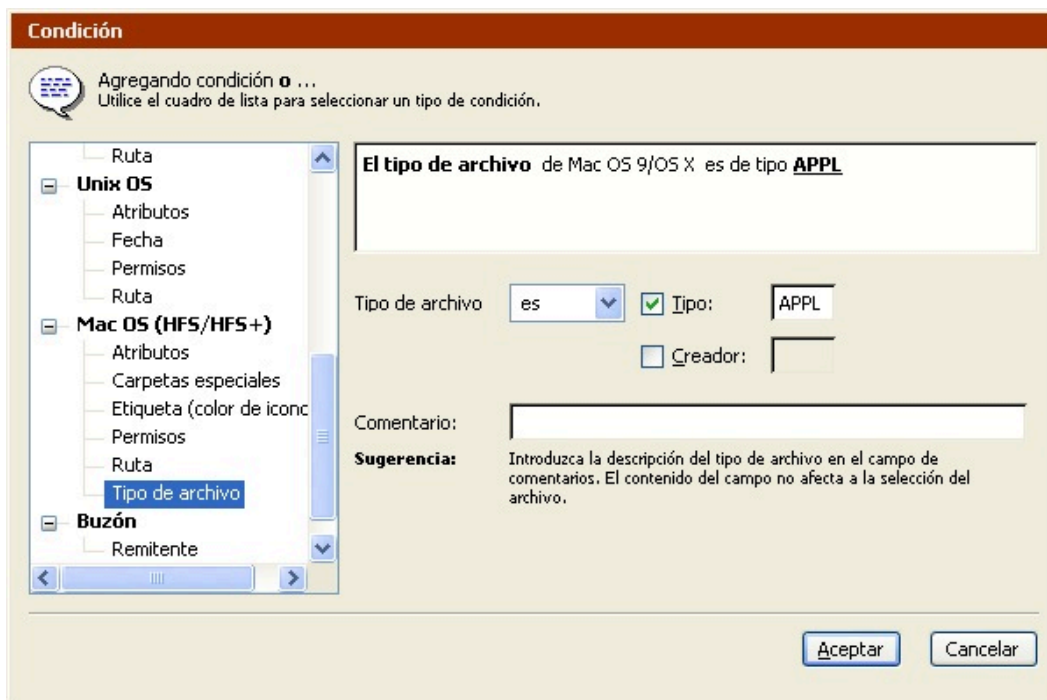 Condición
Agregando condición o ...
Utilice el cuadro de lista para seleccionar un tipo de condición.
Ruta
Unix OS
Atributos
Fecha
Permisos
Ruta
Mac OS (HFS/HFS+)
Atributos
Carpetas especiales
Etiqueta (color de icono
Permisos
Ruta
Tipo de archivo
Buzón
Remitente
El tipo de archivo de Mac OS 9/OS X es de tipo APPL
Tipo de archivo es Tipo: APPL
Creador:
Comentario:
Sugerencia: Introduzca la descripción del tipo de archivo en el campo de
comentarios. El contenido del campo no afecta a la selección del
archivo.
Aceptar Cancelar